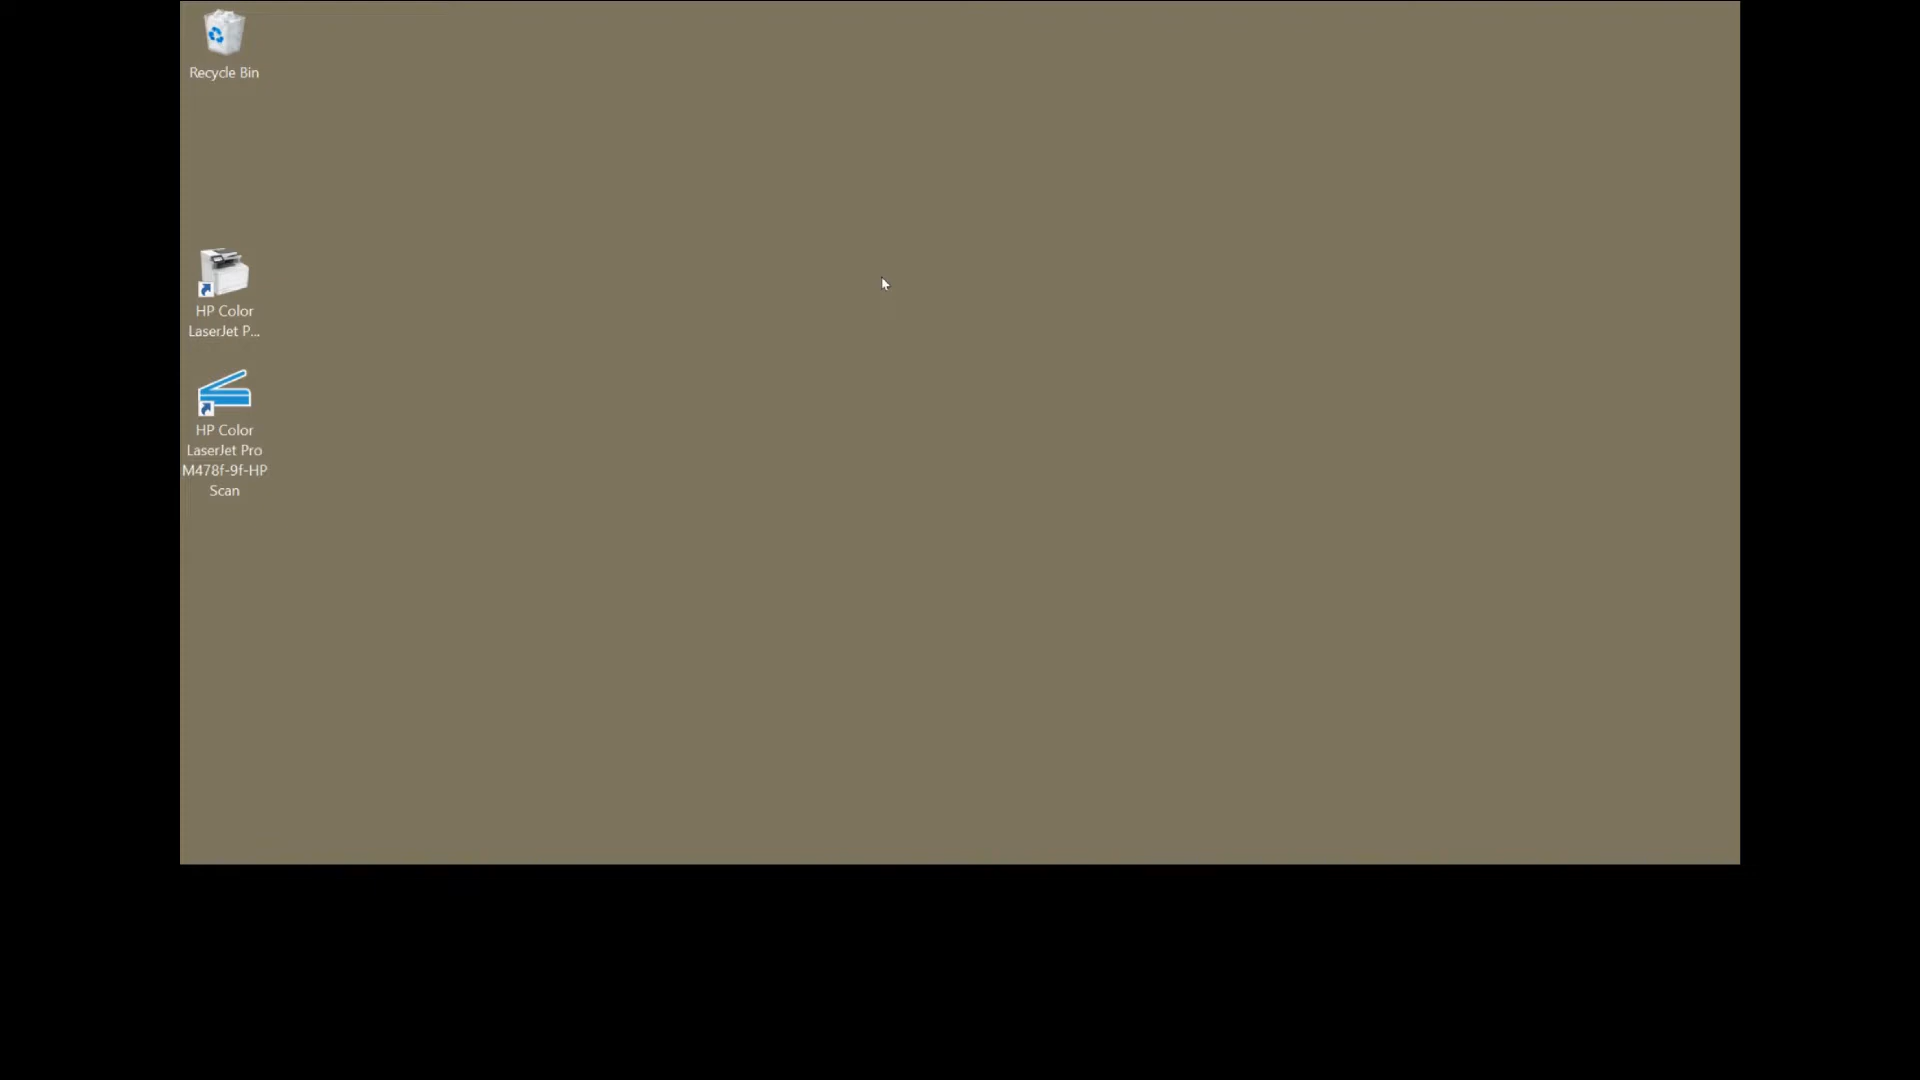 Recycle Bin
HP Color
LaserJet P...
HP Color
LaserJet Pro
M478f-9f-HP
Scan